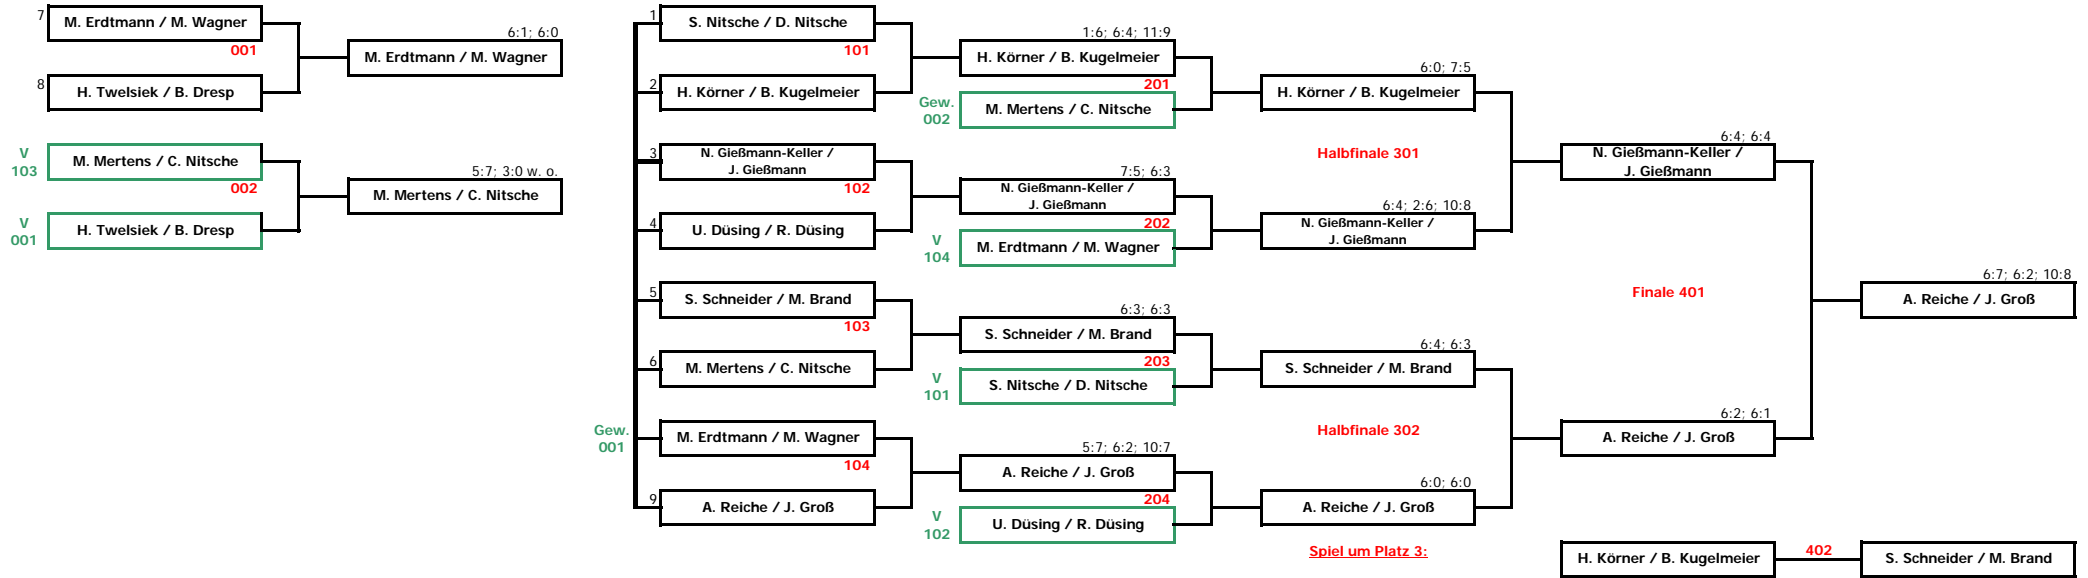 7
M. Erdtmann / M. Wagner
001
8
H. Twelsiek / B. Dresp
6:1; 6:0
M. Erdtmann / M. Wagner
V
103
M. Mertens / C. Nitsche
002
V
001
H. Twelsiek / B. Dresp
5:7; 3:0 w. o.
M. Mertens / C. Nitsche
1
S. Nitsche / D. Nitsche
101
2
H. Körner / B. Kugelmeier
3
N. Gießmann-Keller /
J. Gießmann
102
4
U. Düsing / R. Düsing
5
S. Schneider / M. Brand
103
6
M. Mertens / C. Nitsche
Gew.
001
M. Erdtmann / M. Wagner
104
9
A. Reiche / J. Groß
1:6; 6:4; 11:9
H. Körner / B. Kugelmeier
201
Gew.
002
M. Mertens / C. Nitsche
7:5; 6:3
N. Gießmann-Keller /
J. Gießmann
202
V
104
M. Erdtmann / M. Wagner
6:3; 6:3
S. Schneider / M. Brand
203
V
101
S. Nitsche / D. Nitsche
5:7; 6:2; 10:7
A. Reiche / J. Groß
204
V
102
U. Düsing / R. Düsing
6:0; 7:5
H. Körner / B. Kugelmeier
Halbfinale 301
6:4; 2:6; 10:8
N. Gießmann-Keller /
J. Gießmann
6:4; 6:3
S. Schneider / M. Brand
Halbfinale 302
6:0; 6:0
A. Reiche / J. Groß
6:4; 6:4
N. Gießmann-Keller /
J. Gießmann
Finale 401
6:2; 6:1
A. Reiche / J. Groß
6:7; 6:2; 10:8
A. Reiche / J. Groß
Spiel um Platz 3:
H. Körner / B. Kugelmeier
402
S. Schneider / M. Brand